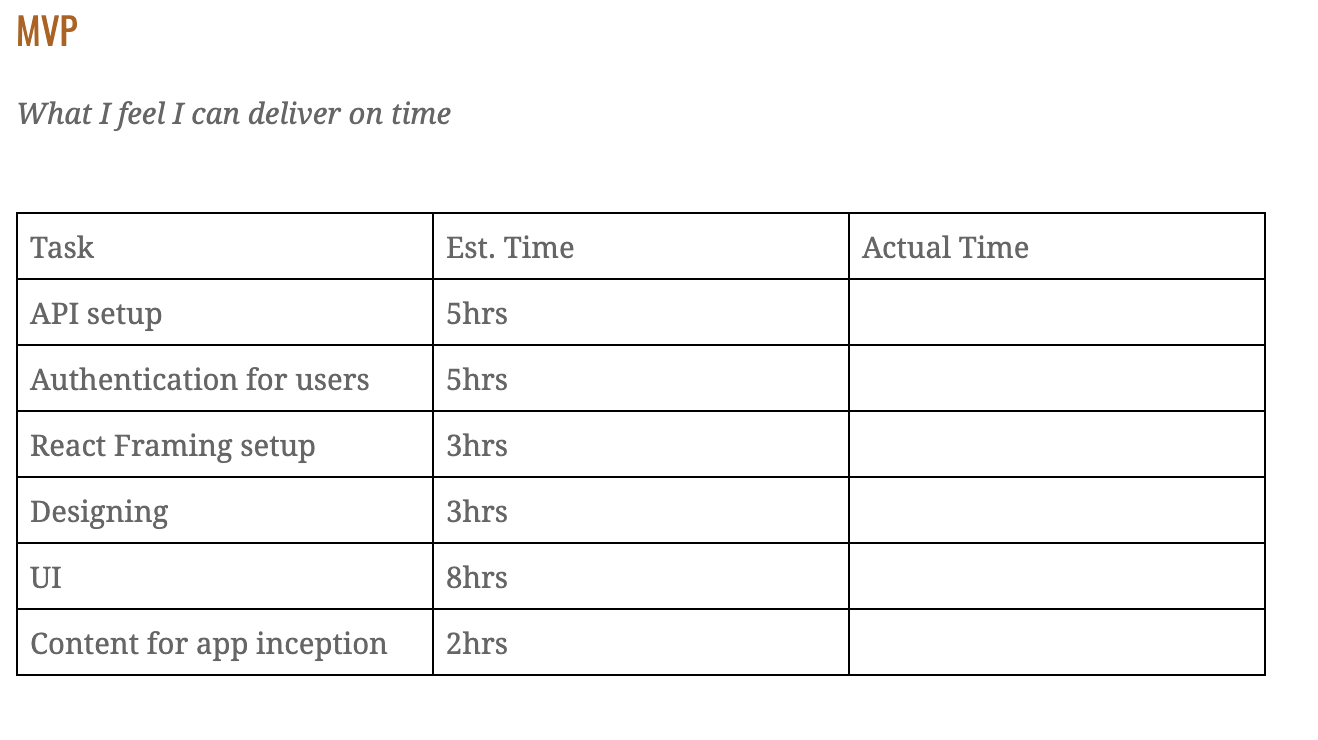 MVP
What I feel I can deliver on time
Task Est. Time Actual Time
API setup 5hrs
Authentication for users 5hrs
React Framing setup 3hrs
Designing 3hrs
UI 8hrs
Content for app inception 2hrs